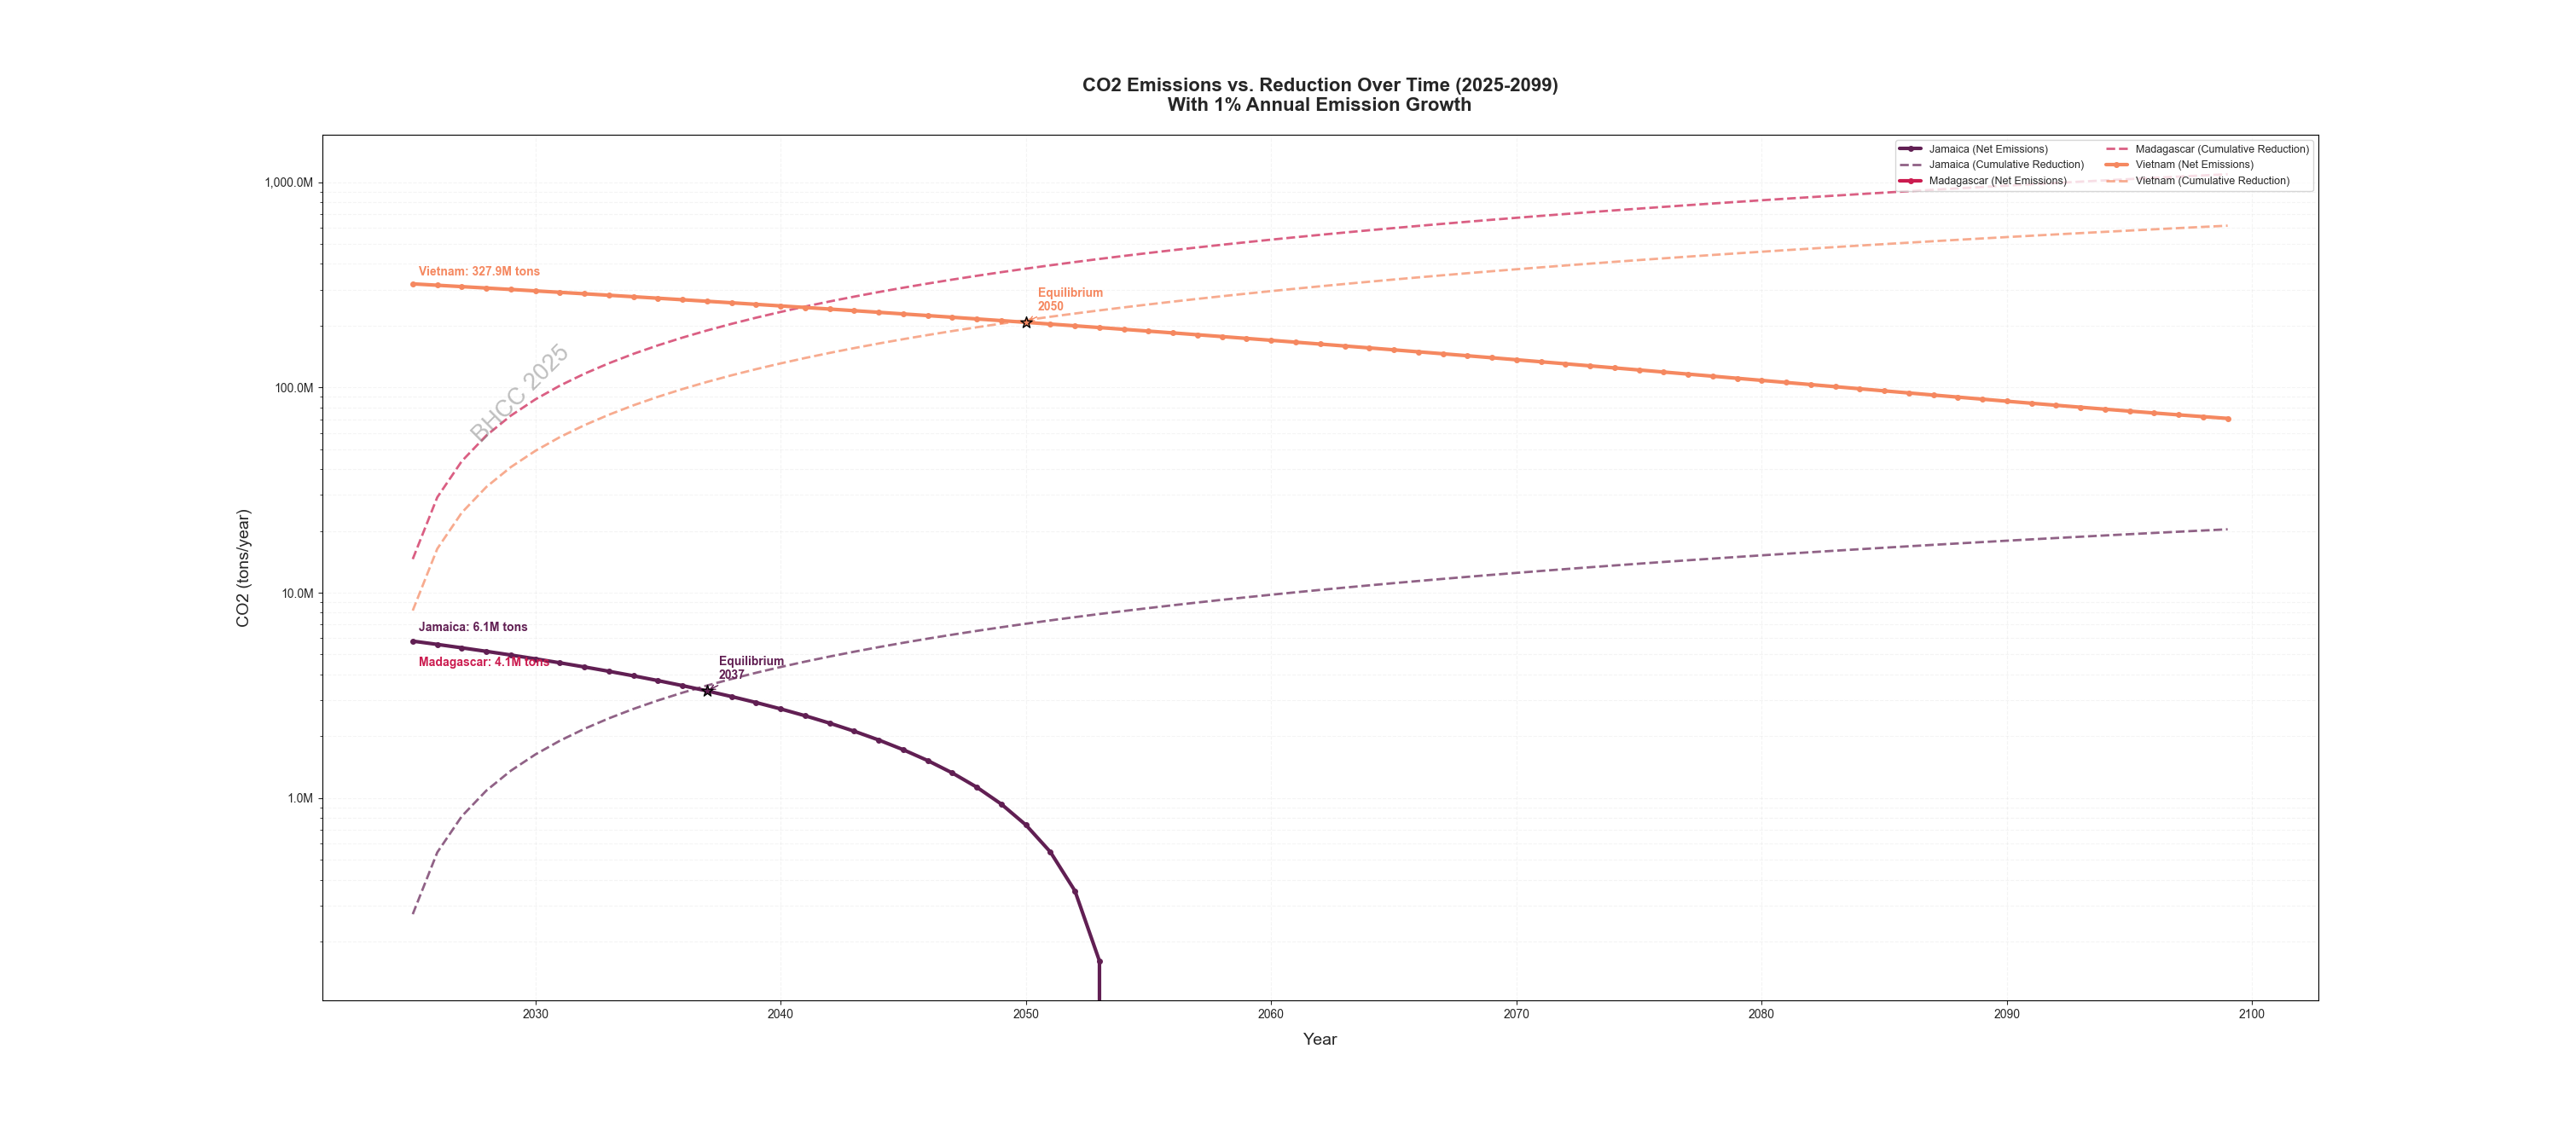 CO2 Emissions vs. Reduction Over Time (2025-2099)
With 1% Annual Emission Growth
Jamaica (Net Emissions)
Jamaica (Cumulative Reduction)
Madagascar (Net Emissions)
Madagascar (Cumulative Reduction)
Vietnam (Net Emissions)
Vietnam (Cumulative Reduction)
CO2 (tons/year)
1,000.0M
100.0M
10.0M
1.0M
Vietnam: 327.9M tons
Equilibrium
2050
BHCC 2025
Jamaica: 6.1M tons
Madagascar: 4.1M tons
Equilibrium
2037
2030
2040
2050
2060
2070
2080
2090
2100
Year